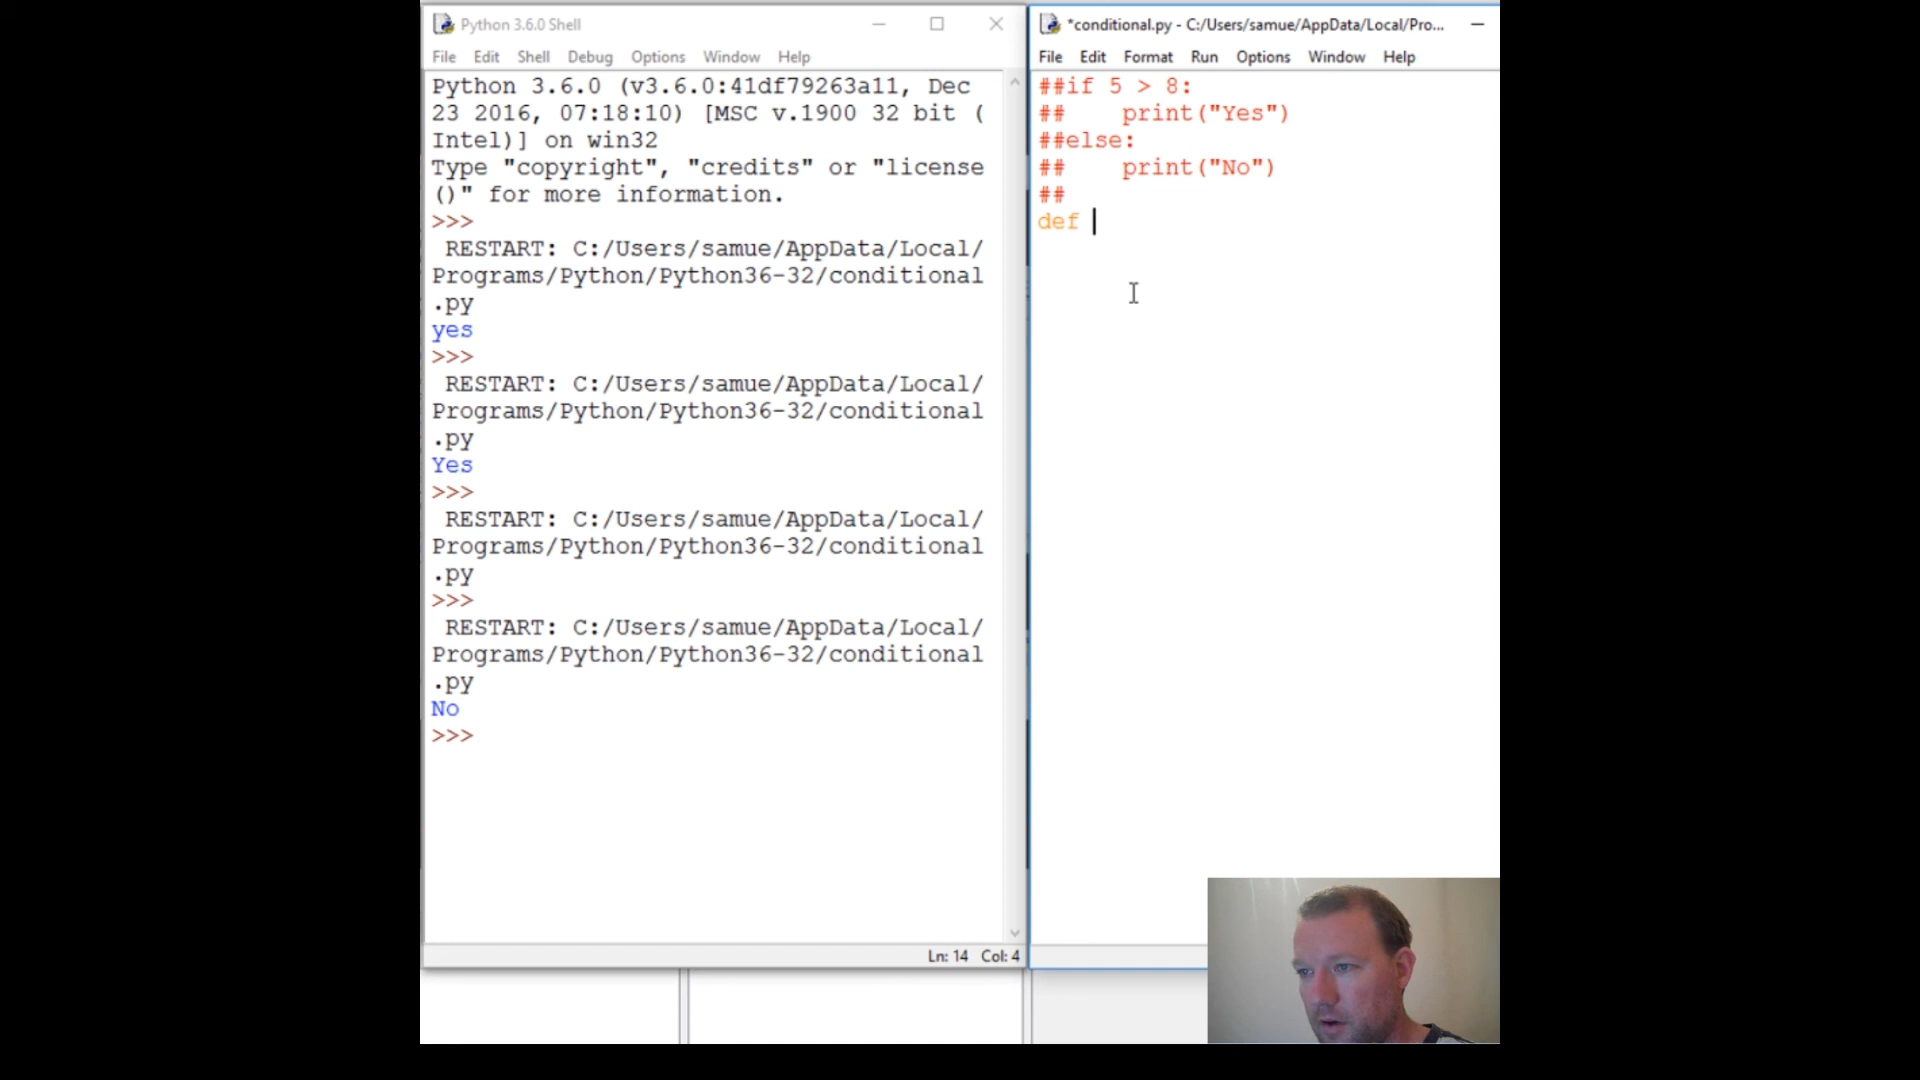 Python 3.6.0 Shell
File Edit Shell Debug Options Window Help
Python 3.6.0 (v3.6.0:41df79263a11, Dec
23 2016, 07:18:10) [MSC v.1900 32 bit (
Intel)] on win32
Type "copyright", "credits" or "license
()" for more information.
>>>
RESTART: C:/Users/samue/AppData/Local/
Programs/Python/Python36-32/conditional
.py
yes
>>>
RESTART: C:/Users/samue/AppData/Local/
Programs/Python/Python36-32/conditional
.py
Yes
>>>
RESTART: C:/Users/samue/AppData/Local/
Programs/Python/Python36-32/conditional
.py
>>>
RESTART: C:/Users/samue/AppData/Local/
Programs/Python/Python36-32/conditional
.py
No
>>>
Ln: 14 Col: 4
*conditional.py - C:/Users/samue/AppData/Local/Pro...
File Edit Format Run Options Window Help
##if 5 > 8:
##    print("Yes")
##else:
##    print("No")
##
def